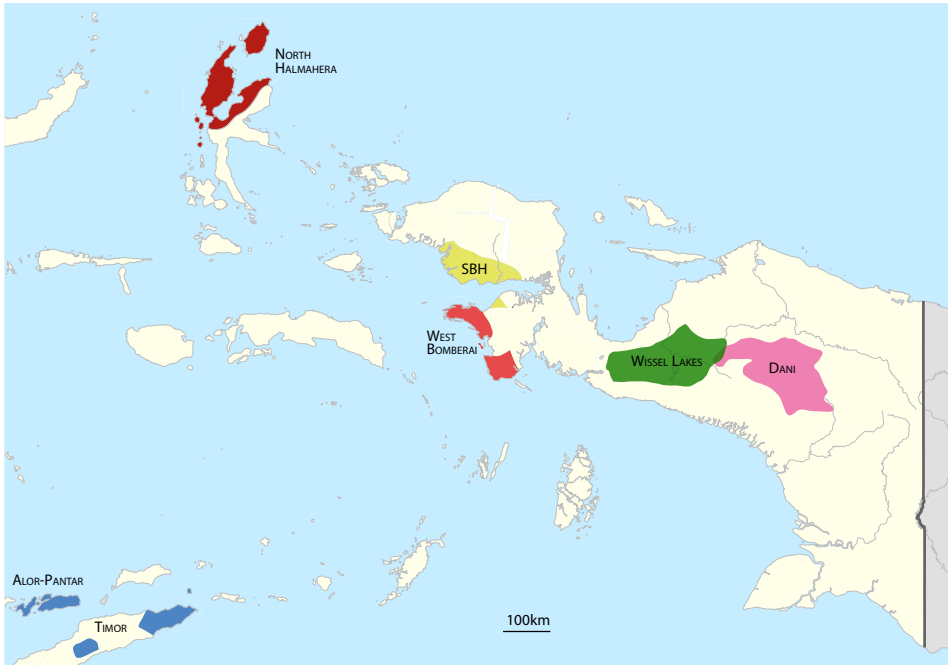 North
Halmahera
SBH
West
Bomberai
Wissel Lakes
Dani
Alor-Pantar
Timor
100km